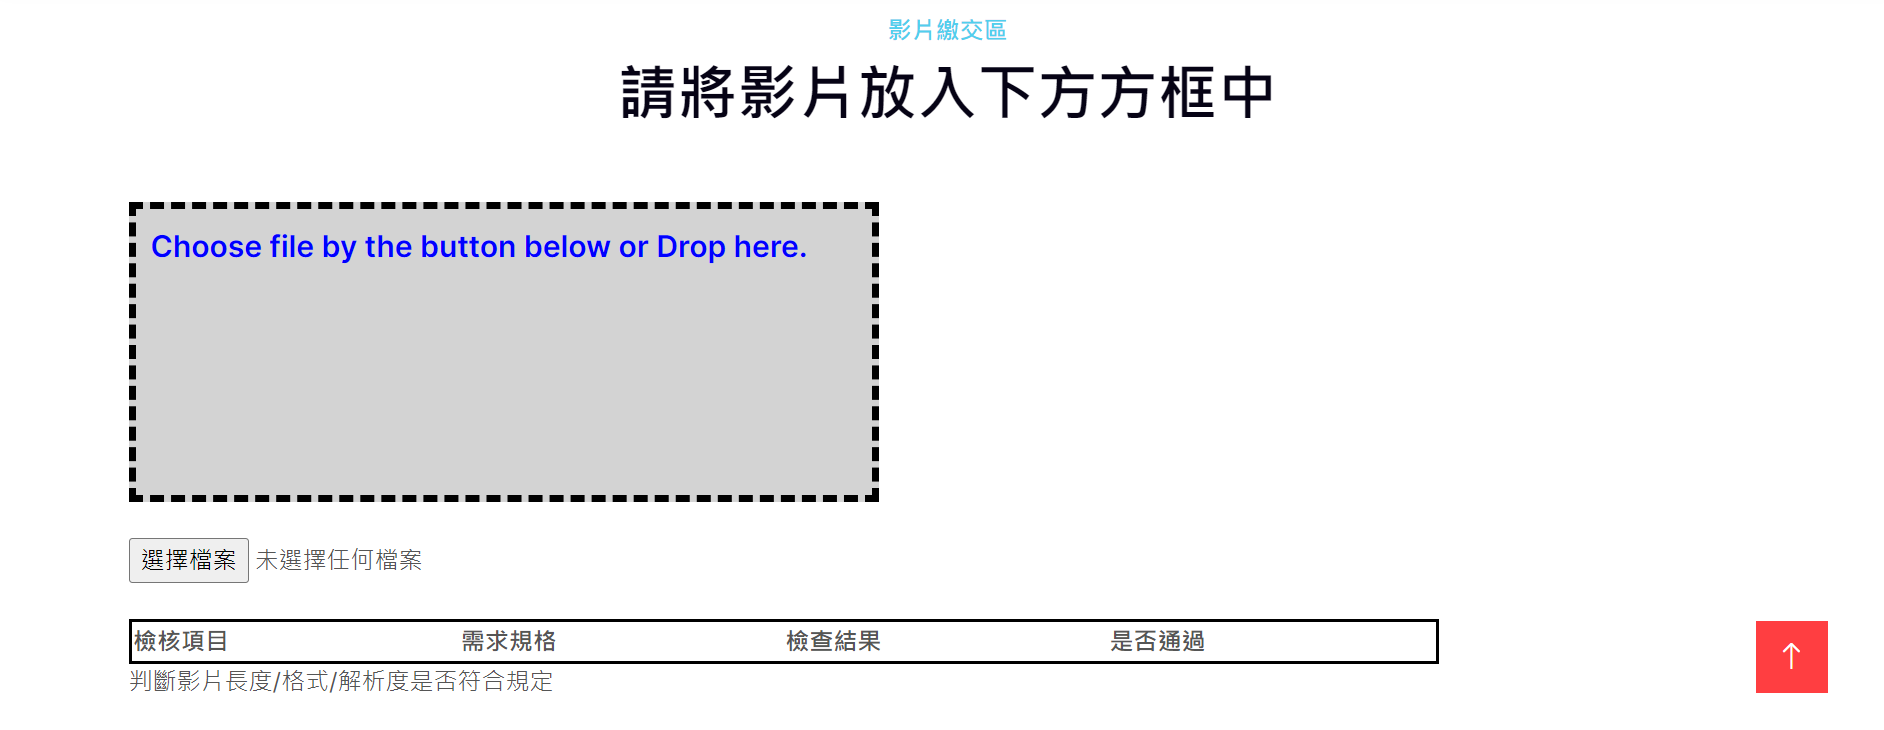 影片繳交區
請將影片放入下方方框中
Choose file by the button below or Drop here.
選擇檔案 未選擇任何檔案
檢核項目 需求規格 檢查結果 是否通過
判斷影片長度/格式/解析度是否符合規定